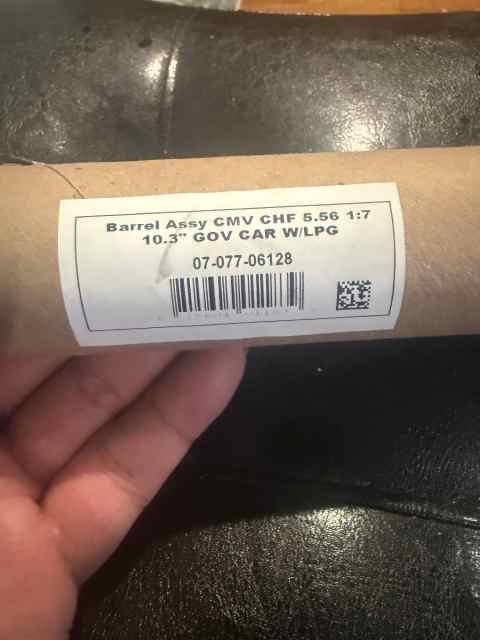 Barrel Assy CMV CHF 5.56 1:7
10.3" GOV CAR W/LPG
07-077-06128